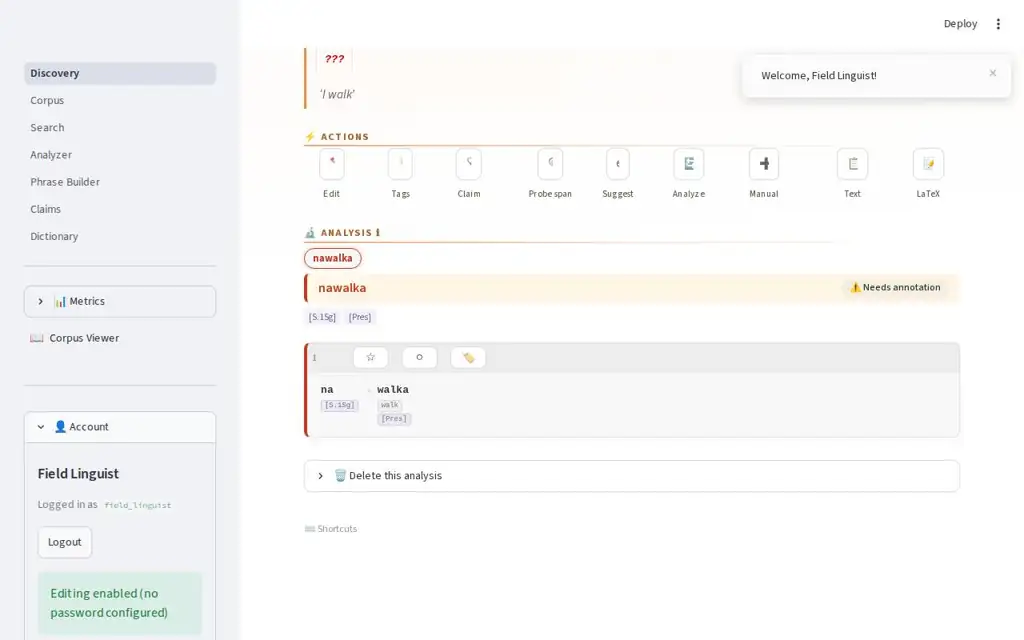 Deploy
Discovery
Corpus
Search
Analyzer
Phrase Builder
Claims
Dictionary
Metrics
Corpus Viewer
Account
Field Linguist
Logged in as field_linguist
Logout
Editing enabled (no
password configured)
???
'I walk'
Welcome, Field Linguist!
ACTIONS
Edit Tags Claim Probe span Suggest Analyze Manual Text LaTeX
ANALYSIS
nawalka
nawalka Needs annotation
[S.1Sg] [Pres]
1
na - walka
[S.1Sg] walk
[Pres]
Delete this analysis
Shortcuts